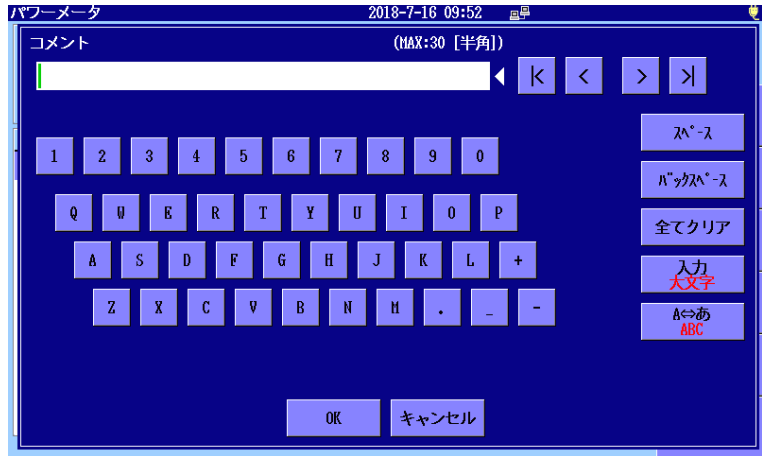 パワーメータ 2018-7-16 09:52
コメント (MAX:30 [半角])
|< < > >|
スペース
1 2 3 4 5 6 7 8 9 0
バックスペース
Q W E R T Y U I O P
全てクリア
A S D F G H J K L +
入力
大文字
Z X C V B N M . _ -
A⇔あ
ABC
OK キャンセル